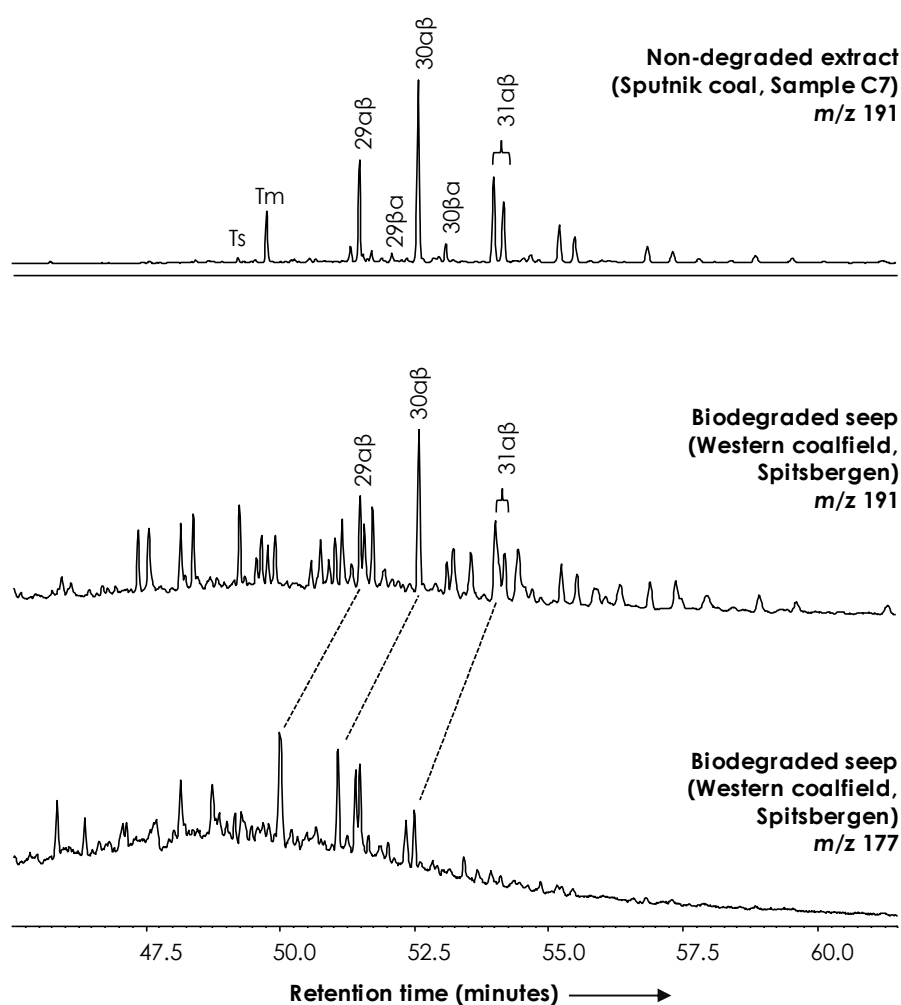 Non-degraded extract
(Sputnik coal, Sample C7)
m/z 191
Ts
Tm
29αβ
29βα
30αβ
30βα
31αβ
Biodegraded seep
(Western coalfield,
Spitsbergen)
m/z 191
29αβ
30αβ
31αβ
Biodegraded seep
(Western coalfield,
Spitsbergen)
m/z 177
47.5 50.0 52.5 55.0 57.5 60.0
Retention time (minutes)